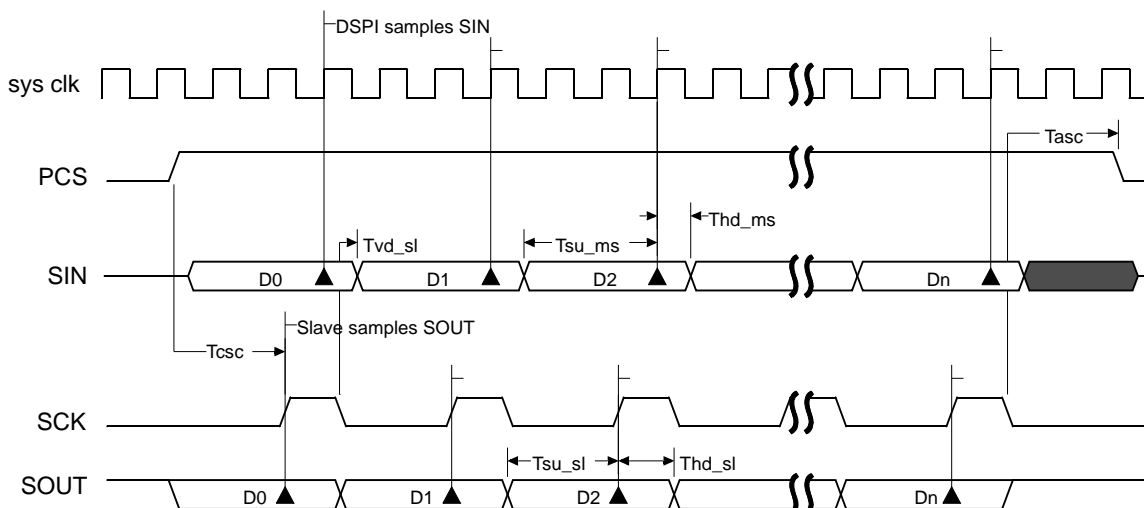 DSPI samples SIN
sys clk
Tasc
PCS
Thd_ms
Tvd_sl
Tsu_ms
SIN
D0
D1
D2
Dn
Slave samples SOUT
Tcsc
SCK
Tsu_sl
Thd_sl
SOUT
D0
D1
D2
Dn